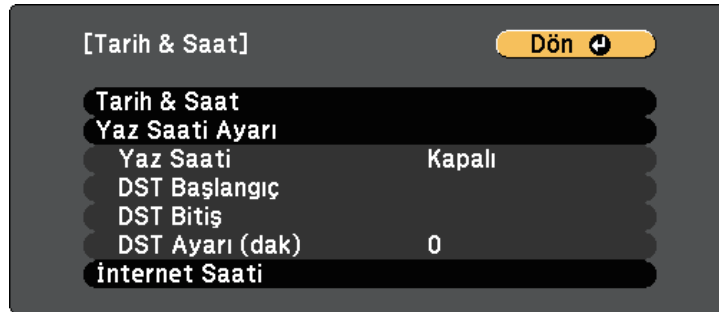 [Tarih & Saat]
Dön
Tarih & Saat
Yaz Saati Ayarı
Yaz Saati Kapalı
DST Başlangıç
DST Bitiş
DST Ayarı (dak) 0
İnternet Saati